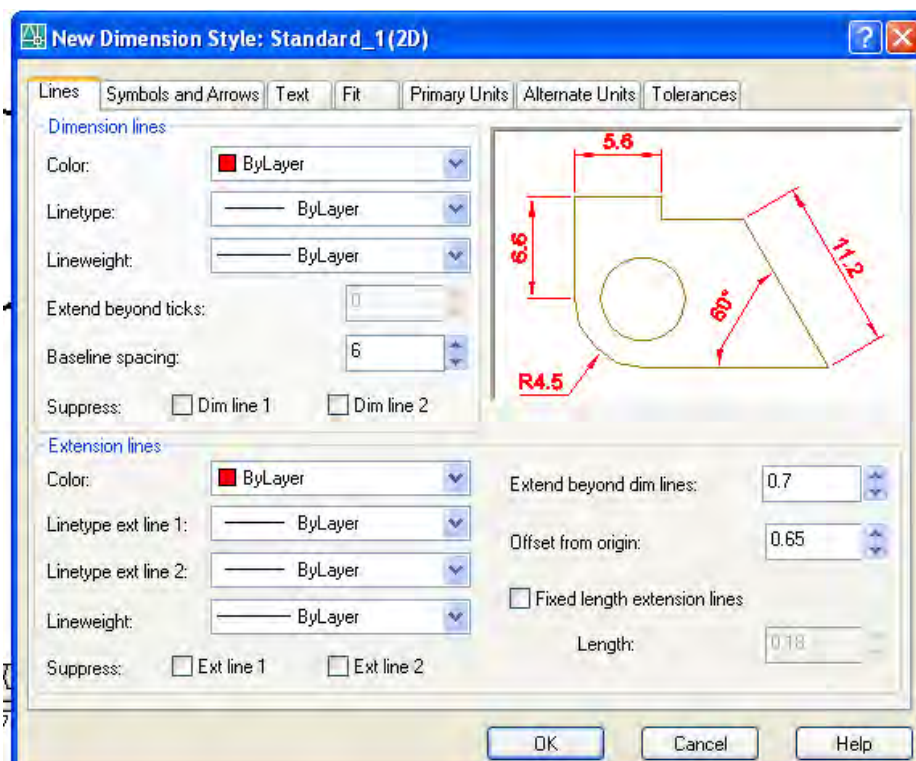 New Dimension Style: Standard_1(2D)
Lines Symbols and Arrows Text Fit Primary Units Alternate Units Tolerances
Dimension lines
Color: ByLayer
Linetype: ByLayer
Lineweight: ByLayer
Extend beyond ticks: 0
Baseline spacing: 6
Suppress: Dim line 1 Dim line 2
5.6
6.6
11.2
60°
R4.5
Extension lines
Color: ByLayer
Linetype ext line 1: ByLayer
Linetype ext line 2: ByLayer
Lineweight: ByLayer
Suppress: Ext line 1 Ext line 2
Extend beyond dim lines: 0.7
Offset from origin: 0.65
Fixed length extension lines
Length: 0.18
OK Cancel Help